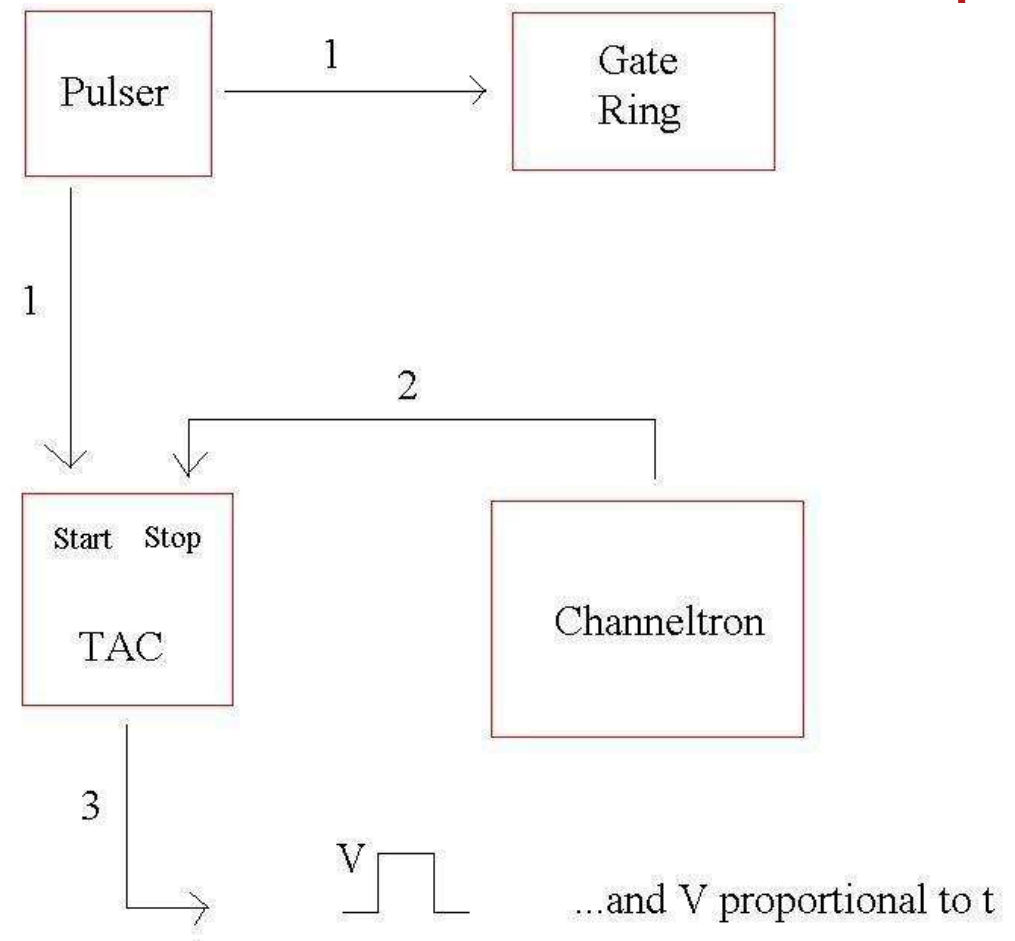 Pulser
1
Gate
Ring
1
2
Start Stop
TAC
Channeltron
3
V
...and V proportional to t